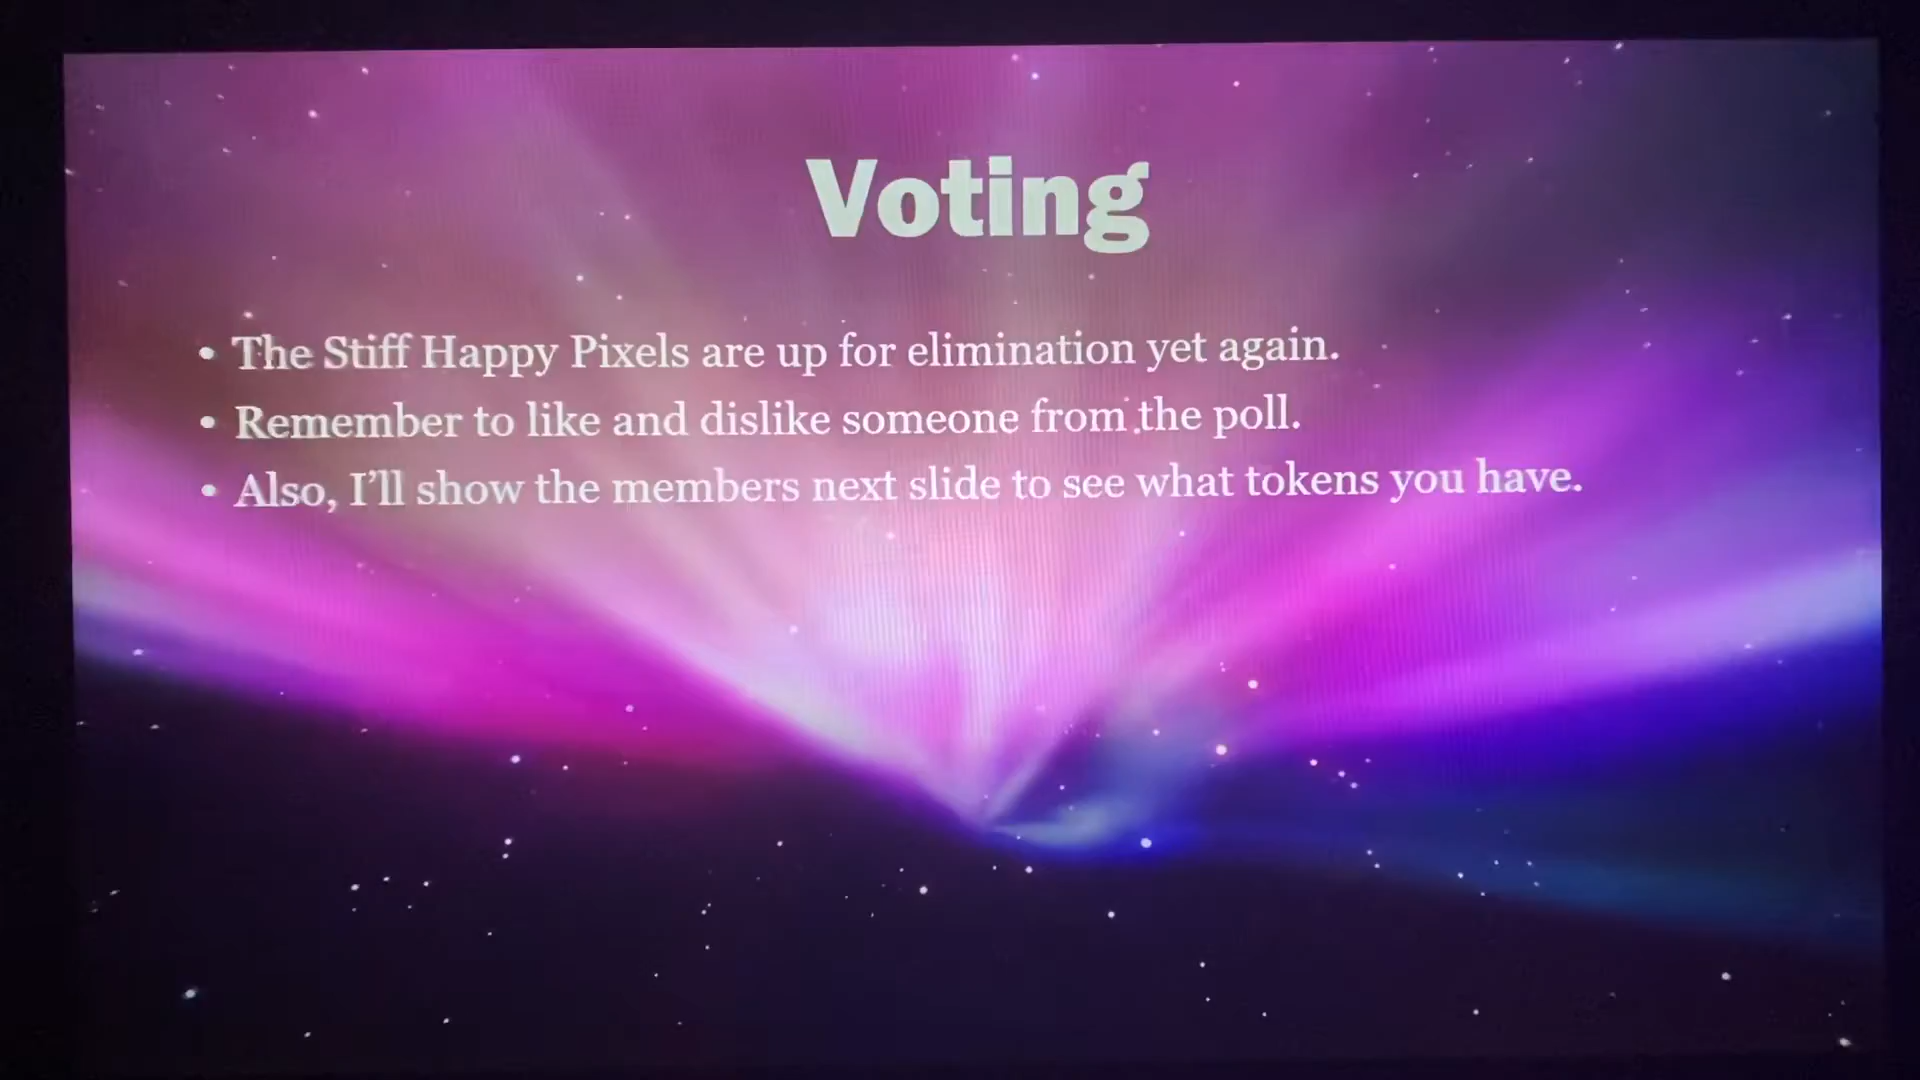 Voting
• The Stiff Happy Pixels are up for elimination yet again.
• Remember to like and dislike someone from the poll.
• Also, I’ll show the members next slide to see what tokens you have.